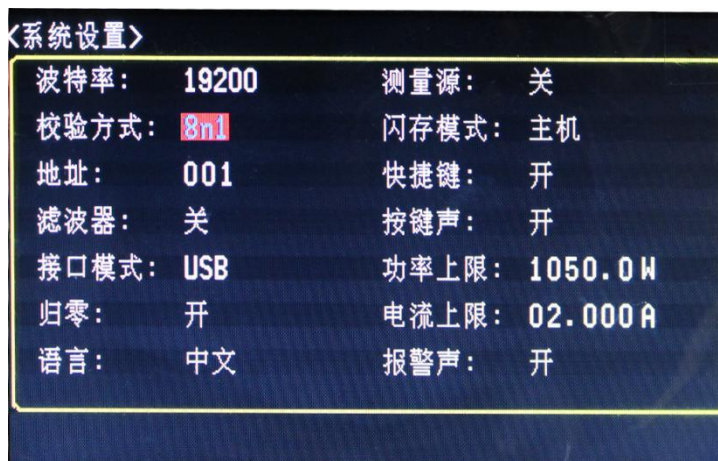 <系统设置>
波特率: 19200 测量源: 关
校验方式: 8n1 闪存模式: 主机
地址: 001 快捷键: 开
滤波器: 关 按键声: 开
接口模式: USB 功率上限: 1050.0W
归零: 开 电流上限: 02.000A
语言: 中文 报警声: 开